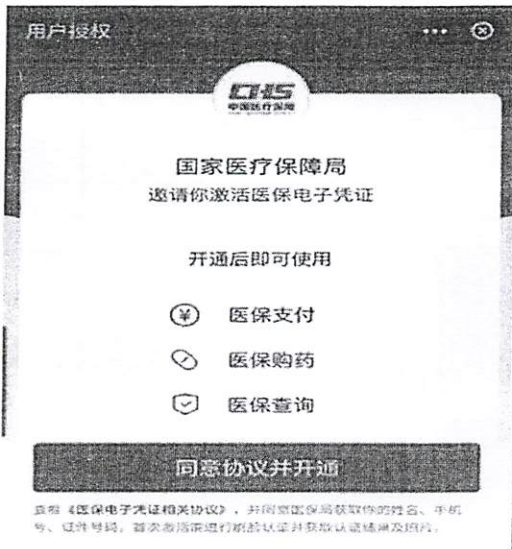 用户授权
CHS
中国医疗保障
国家医疗保障局
邀请你激活医保电子凭证
开通后即可使用
医保支付
医保购药
医保查询
同意协议并开通
查看《医保电子凭证相关协议》，并同意医保局获取你的姓名、手机
号、证件号码，首次激活需进行刷脸认证并获取认证结果及照片。